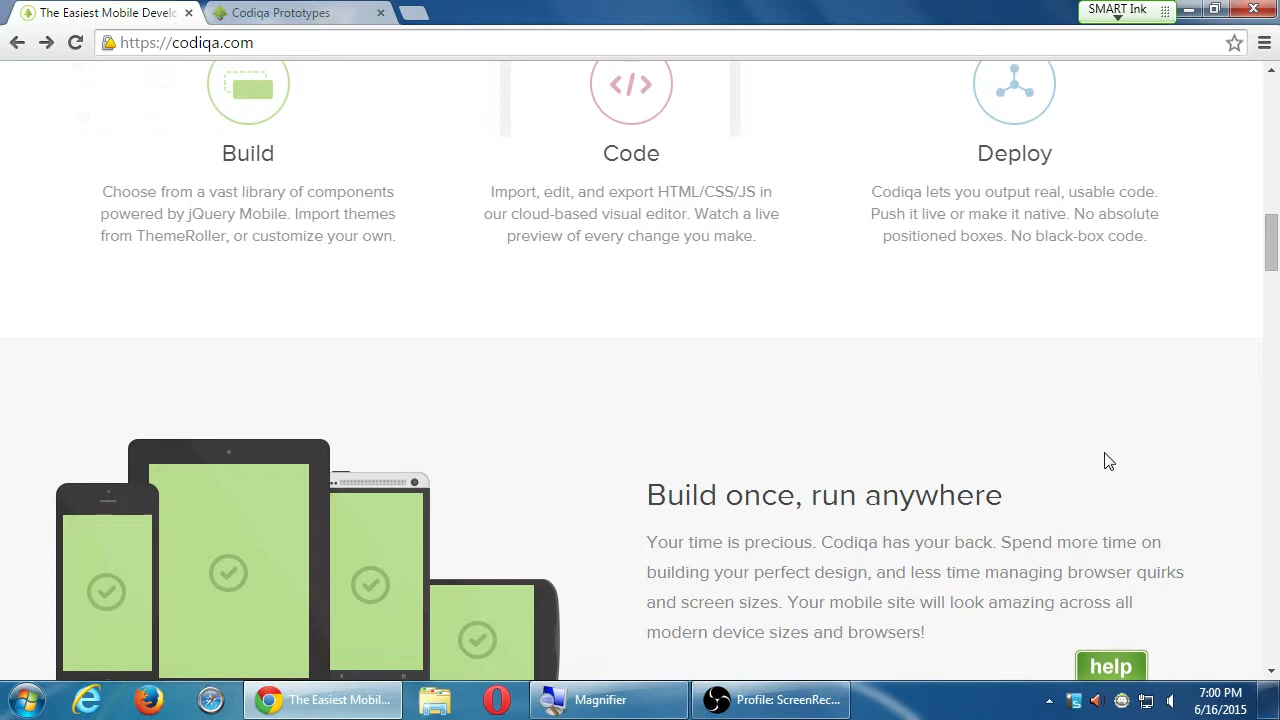 The Easiest Mobile Develc
Codiqa Prototypes
SMART Ink
https://codiqa.com
Build
Code
Deploy
Choose from a vast library of components
powered by jQuery Mobile. Import themes
from ThemeRoller, or customize your own.
Import, edit, and export HTML/CSS/JS in
our cloud-based visual editor. Watch a live
preview of every change you make.
Codiqa lets you output real, usable code.
Push it live or make it native. No absolute
positioned boxes. No black-box code.
Build once, run anywhere
Your time is precious. Codiqa has your back. Spend more time on
building your perfect design, and less time managing browser quirks
and screen sizes. Your mobile site will look amazing across all
modern device sizes and browsers!
help
The Easiest Mobil...
Magnifier
Profile: ScreenRec...
7:00 PM
6/16/2015